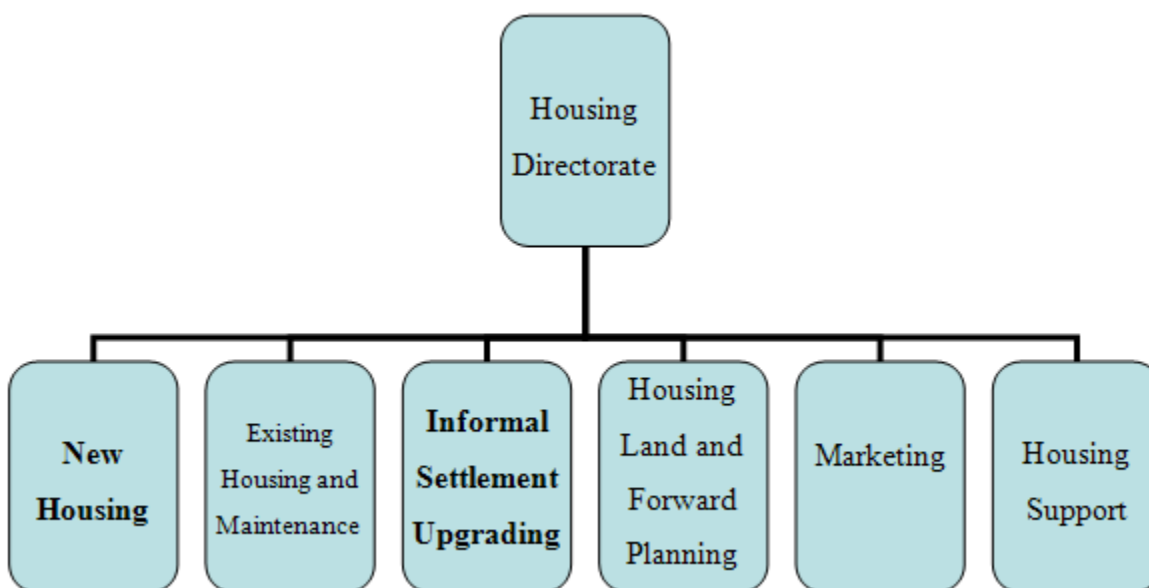 Housing
Directorate
New
Housing
Existing
Housing and
Maintenance
Informal
Settlement
Upgrading
Housing
Land and
Forward
Planning
Marketing
Housing
Support